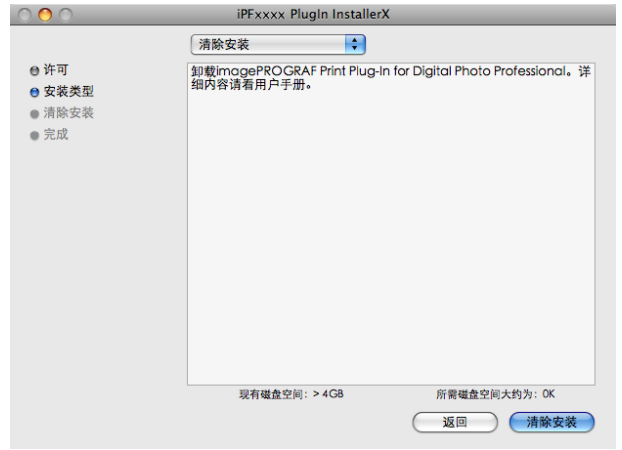 iPFxxxx PlugIn InstallerX
清除安装
许可
安装类型
清除安装
完成
卸载imagePROGRAF Print Plug-In for Digital Photo Professional。详
细内容请看用户手册。
现有磁盘空间: > 4GB
所需磁盘空间大约为: 0K
返回
清除安装